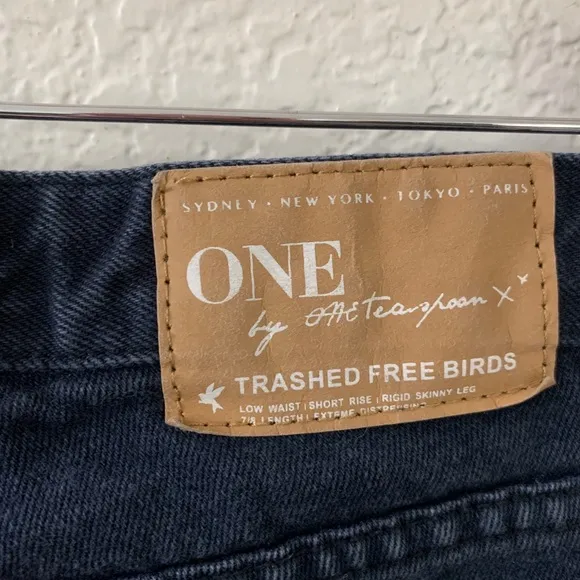 SYDNEY · NEW YORK · TOKYO · PARIS
ONE
by ONE teaspoon X
TRASHED FREE BIRDS
LOW WAIST | SHORT RISE | RIGID SKINNY LEG
7/8 LENGTH | EXTEME DISTRESSING